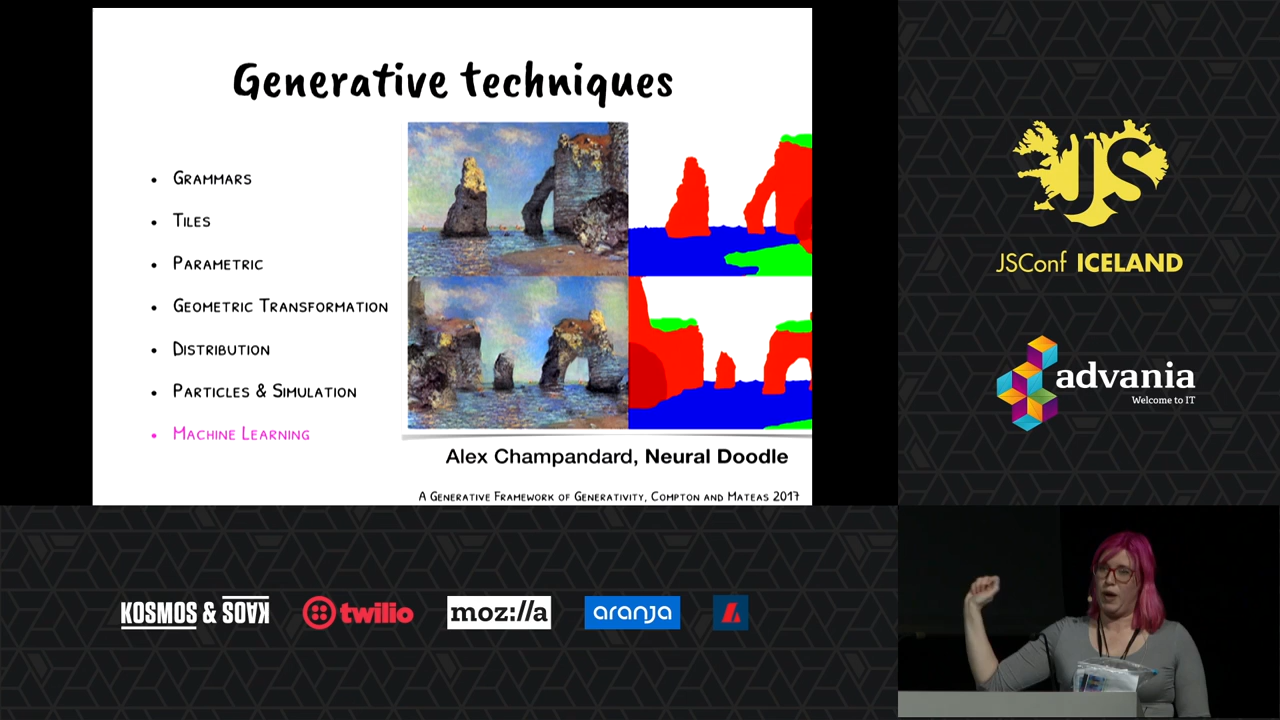 Generative techniques
• Grammars
• Tiles
• Parametric
• Geometric Transformation
• Distribution
• Particles & Simulation
• Machine Learning
Alex Champandard, Neural Doodle
A Generative Framework of Generativity, Compton and Mateas 2017
JS
JSConf ICELAND
advania
Welcome to IT
KOSMOS & KAOS
twilio
moz://a
aranja